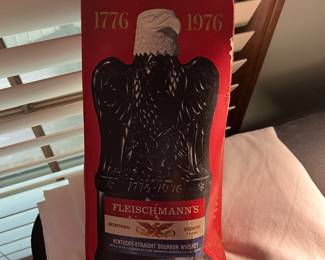 1776 1976
1776-1976
FLEISCHMANN'S
KENTUCKY STRAIGHT BOURBON WHISKEY